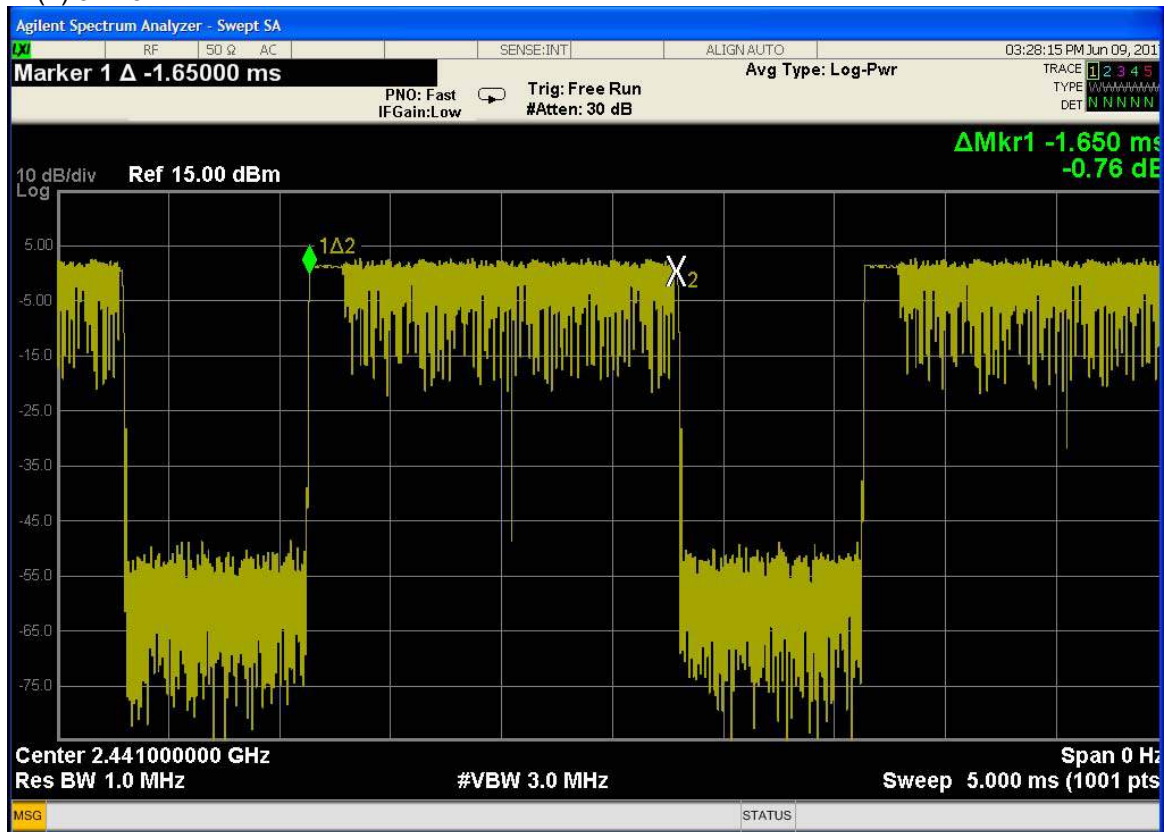 Agilent Spectrum Analyzer - Swept SA
LXI RF 50 Ω AC SENSE:INT ALIGN AUTO 03:28:15 PM Jun 09, 201
Marker 1 Δ -1.65000 ms Avg Type: Log-Pwr TRACE 1 2 3 4 5
PNO: Fast Trig: Free Run TYPE
IFGain:Low #Atten: 30 dB DET N N N N N
ΔMkr1 -1.650 ms
10 dB/div Ref 15.00 dBm -0.76 dB
Log
5.00
1Δ2
2
-5.00
-15.0
-25.0
-35.0
-45.0
-55.0
-65.0
-75.0
Center 2.441000000 GHz Span 0 Hz
Res BW 1.0 MHz #VBW 3.0 MHz Sweep 5.000 ms (1001 pts
MSG STATUS